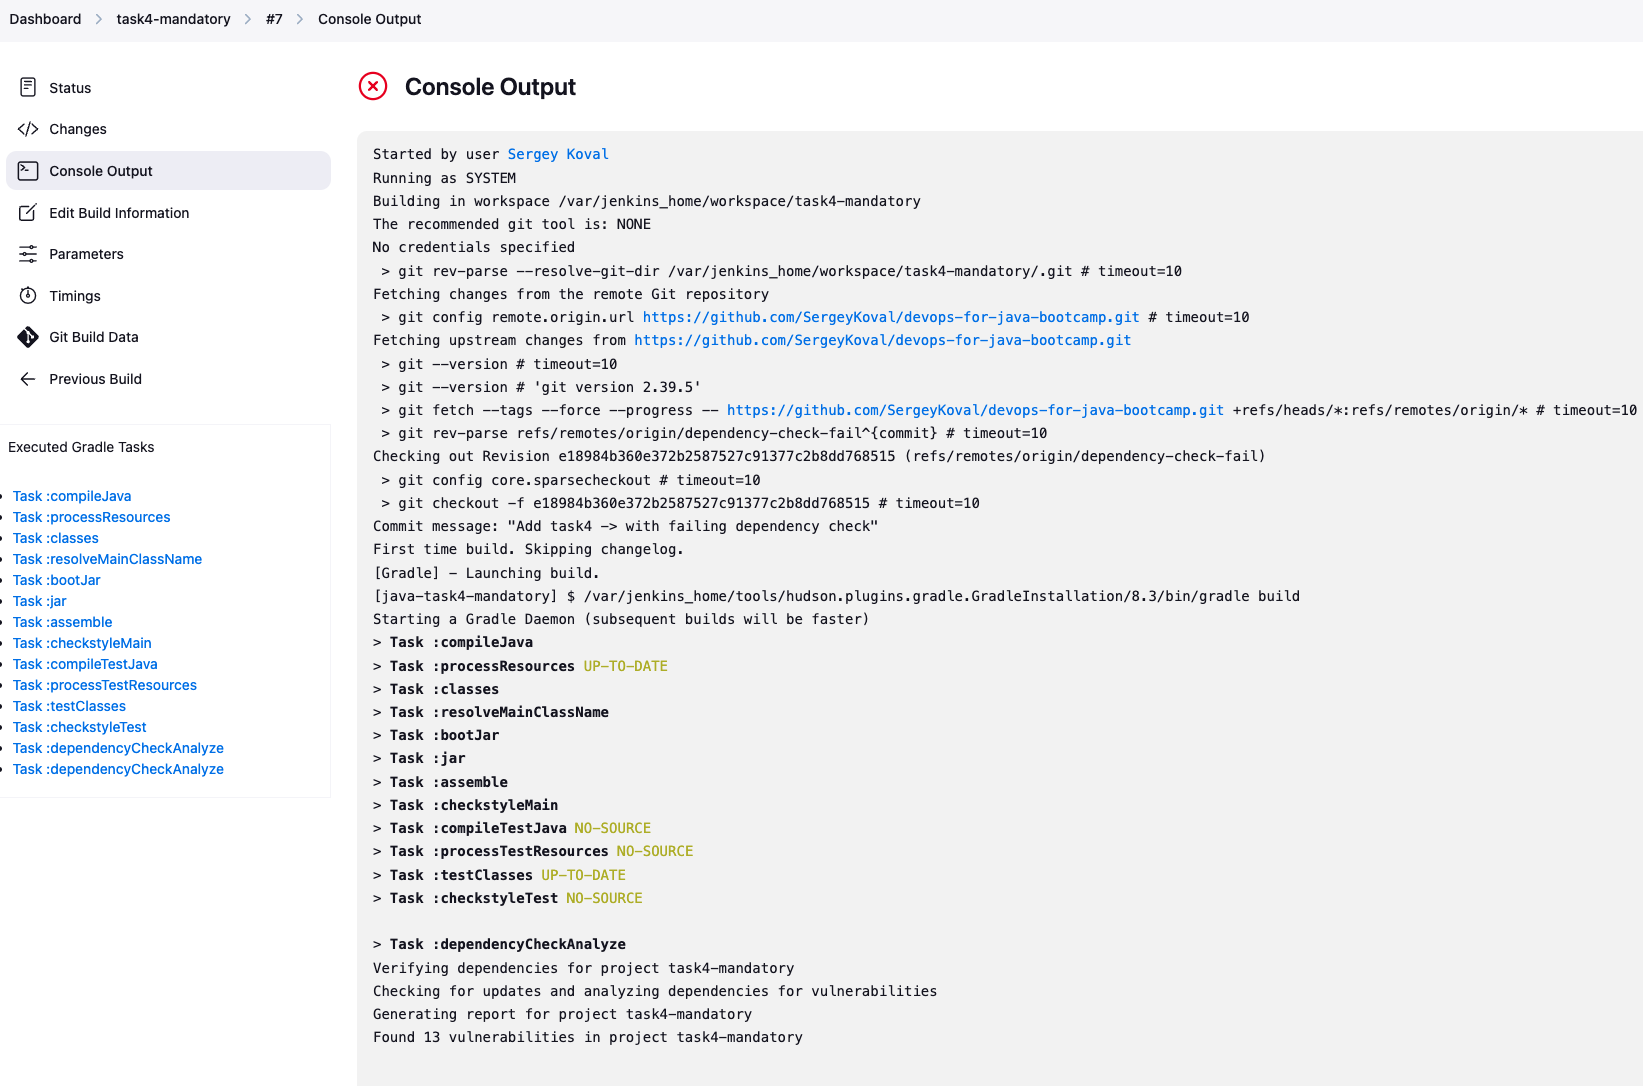 Dashboard > task4-mandatory > #7 > Console Output
Status
Changes
Console Output
Edit Build Information
Parameters
Timings
Git Build Data
Previous Build
Executed Gradle Tasks
Task :compileJava
Task :processResources
Task :classes
Task :resolveMainClassName
Task :bootJar
Task :jar
Task :assemble
Task :checkstyleMain
Task :compileTestJava
Task :processTestResources
Task :testClasses
Task :checkstyleTest
Task :dependencyCheckAnalyze
Task :dependencyCheckAnalyze
Console Output
Started by user Sergey Koval
Running as SYSTEM
Building in workspace /var/jenkins_home/workspace/task4-mandatory
The recommended git tool is: NONE
No credentials specified
 > git rev-parse --resolve-git-dir /var/jenkins_home/workspace/task4-mandatory/.git # timeout=10
Fetching changes from the remote Git repository
 > git config remote.origin.url https://github.com/SergeyKoval/devops-for-java-bootcamp.git # timeout=10
Fetching upstream changes from https://github.com/SergeyKoval/devops-for-java-bootcamp.git
 > git --version # timeout=10
 > git --version # 'git version 2.39.5'
 > git fetch --tags --force --progress -- https://github.com/SergeyKoval/devops-for-java-bootcamp.git +refs/heads/*:refs/remotes/origin/* # timeout=10
 > git rev-parse refs/remotes/origin/dependency-check-fail^{commit} # timeout=10
Checking out Revision e18984b360e372b2587527c91377c2b8dd768515 (refs/remotes/origin/dependency-check-fail)
 > git config core.sparsecheckout # timeout=10
 > git checkout -f e18984b360e372b2587527c91377c2b8dd768515 # timeout=10
Commit message: "Add task4 -> with failing dependency check"
First time build. Skipping changelog.
[Gradle] - Launching build.
[java-task4-mandatory] $ /var/jenkins_home/tools/hudson.plugins.gradle.GradleInstallation/8.3/bin/gradle build
Starting a Gradle Daemon (subsequent builds will be faster)
> Task :compileJava
> Task :processResources UP-TO-DATE
> Task :classes
> Task :resolveMainClassName
> Task :bootJar
> Task :jar
> Task :assemble
> Task :checkstyleMain
> Task :compileTestJava NO-SOURCE
> Task :processTestResources NO-SOURCE
> Task :testClasses UP-TO-DATE
> Task :checkstyleTest NO-SOURCE
> Task :dependencyCheckAnalyze
Verifying dependencies for project task4-mandatory
Checking for updates and analyzing dependencies for vulnerabilities
Generating report for project task4-mandatory
Found 13 vulnerabilities in project task4-mandatory